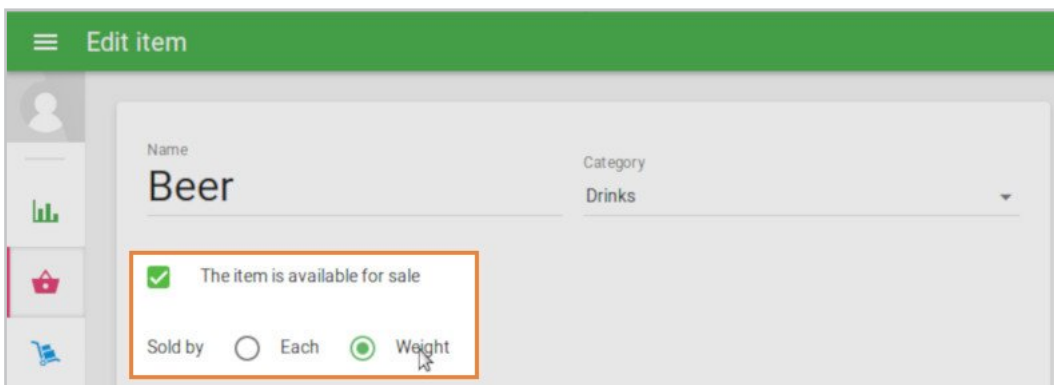 Edit item
Name
Beer
Category
Drinks
The item is available for sale
Sold by Each Weight